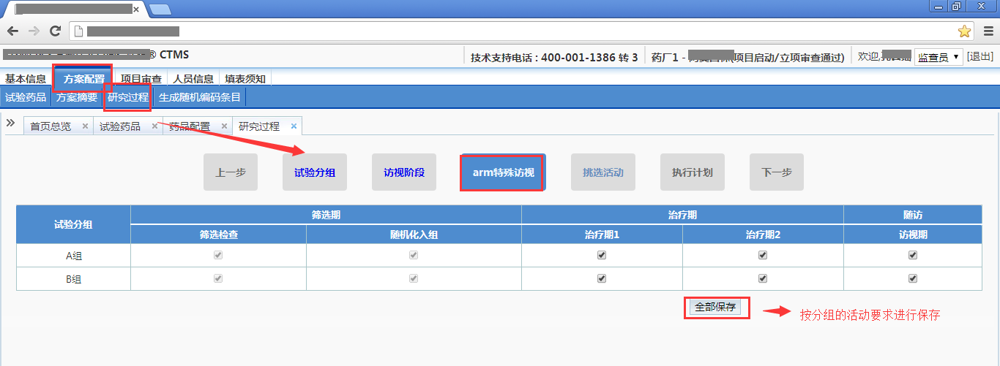 ® CTMS
技术支持电话 : 400-001-1386 转 3
药厂1 -
(项目启动/立项审查通过)
欢迎,
监查员
[退出]
基本信息 方案配置 项目审查 人员信息 填表须知
试验药品 方案摘要 研究过程 生成随机编码条目
首页总览 试验药品 药品配置 研究过程
上一步 试验分组 访视阶段 arm特殊访视 挑选活动 执行计划 下一步
试验分组 筛选期 治疗期 随访
筛选检查 随机化入组 治疗期1 治疗期2 访视期
A组
B组
全部保存
按分组的活动要求进行保存